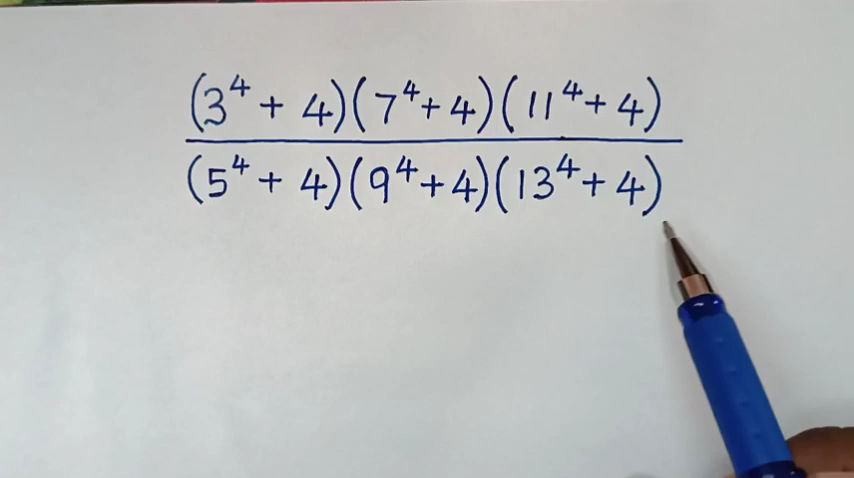 (3⁴ + 4)(7⁴ + 4)(11⁴ + 4)
(5⁴ + 4)(9⁴ + 4)(13⁴ + 4)